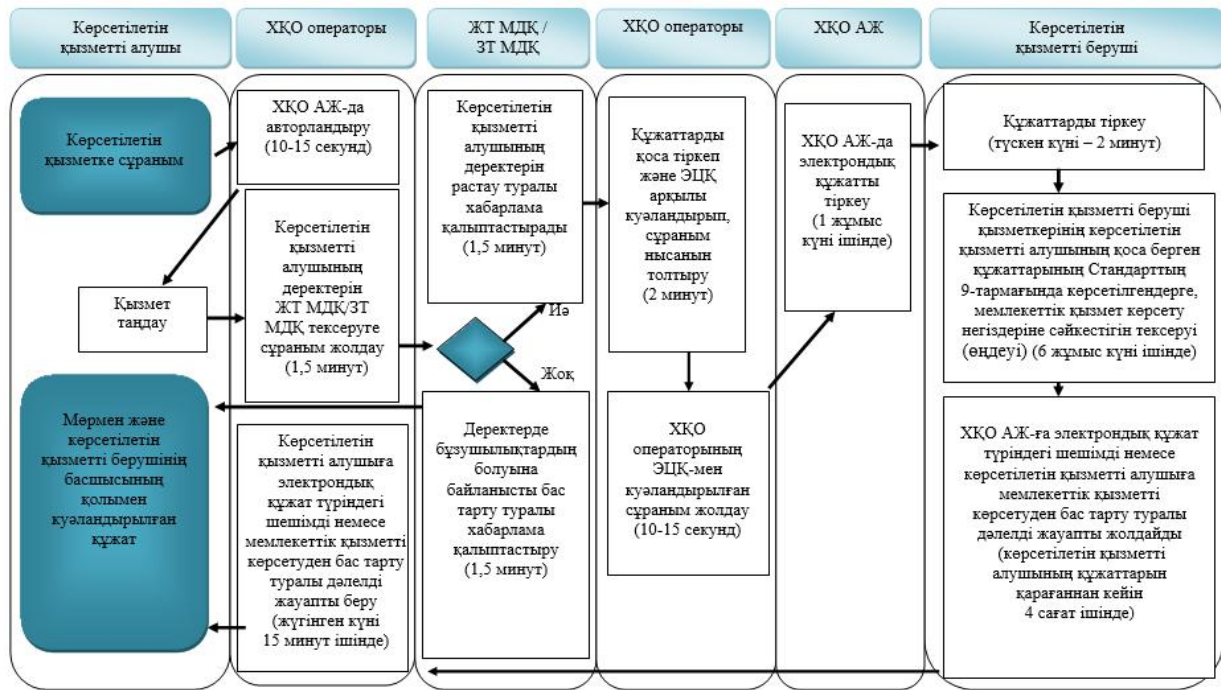 Көрсетілетін
қызметті алушы
ХҚО операторы
ЖТ МДҚ /
ЗТ МДҚ
ХҚО операторы
ХҚО АЖ
Көрсетілетін
қызметті беруші
Көрсетілетін
қызметке сұраным
ХҚО АЖ-да
авторландыру
(10-15 секунд)
Қызмет
таңдау
Көрсетілетін
қызметті
алушының
деректерін
ЖТ МДҚ/ЗТ
МДҚ тексеруге
сұраным жолдау
(1,5 минут)
Көрсетілетін
қызметті
алушының
деректерін
растау туралы
хабарлама
қалыптастырады
(1,5 минут)
Иә
Жоқ
Деректерде
бұзушылықтардың
болуына
байланысты бас
тарту туралы
хабарлама
қалыптастыру
(1,5 минут)
Құжаттарды
қоса тіркеп
және ЭЦҚ
арқылы
куәландырып,
сұраным
нысанын
толтыру
(2 минут)
ХҚО
операторының
ЭЦҚ-мен
куәландырылған
сұраным жолдау
(10-15 секунд)
ХҚО АЖ-да
электрондық
құжатты
тіркеу
(1 жұмыс
күні ішінде)
Құжаттарды тіркеу
(түскен күні – 2 минут)
Көрсетілетін қызметті беруші
қызметкерінің көрсетілетін
қызметті алушының қоса берген
құжаттарының Стандарттың
9-тармағында көрсетілгендерге,
мемлекеттік қызмет көрсету
негіздеріне сәйкестігін тексеруі
(өңдеуі) (6 жұмыс күні ішінде)
ХҚО АЖ-ға электрондық құжат
түріндегі шешімді немесе
көрсетілетін қызметті алушыға
мемлекеттік қызметті
көрсетуден бас тарту туралы
дәлелді жауапты жолдайды
(көрсетілетін қызметті
алушының құжаттарын
қарағаннан кейін
4 сағат ішінде)
Көрсетілетін
қызметті алушыға
электрондық
құжат түріндегі
шешімді немесе
мемлекеттік қызметті
көрсетуден бас тарту
туралы дәлелді
жауапты беру
(жүгінген күні
15 минут ішінде)
Мөрмен және
көрсетілетін
қызметті берушінің
басшысының
қолымен
куәландырылған
құжат